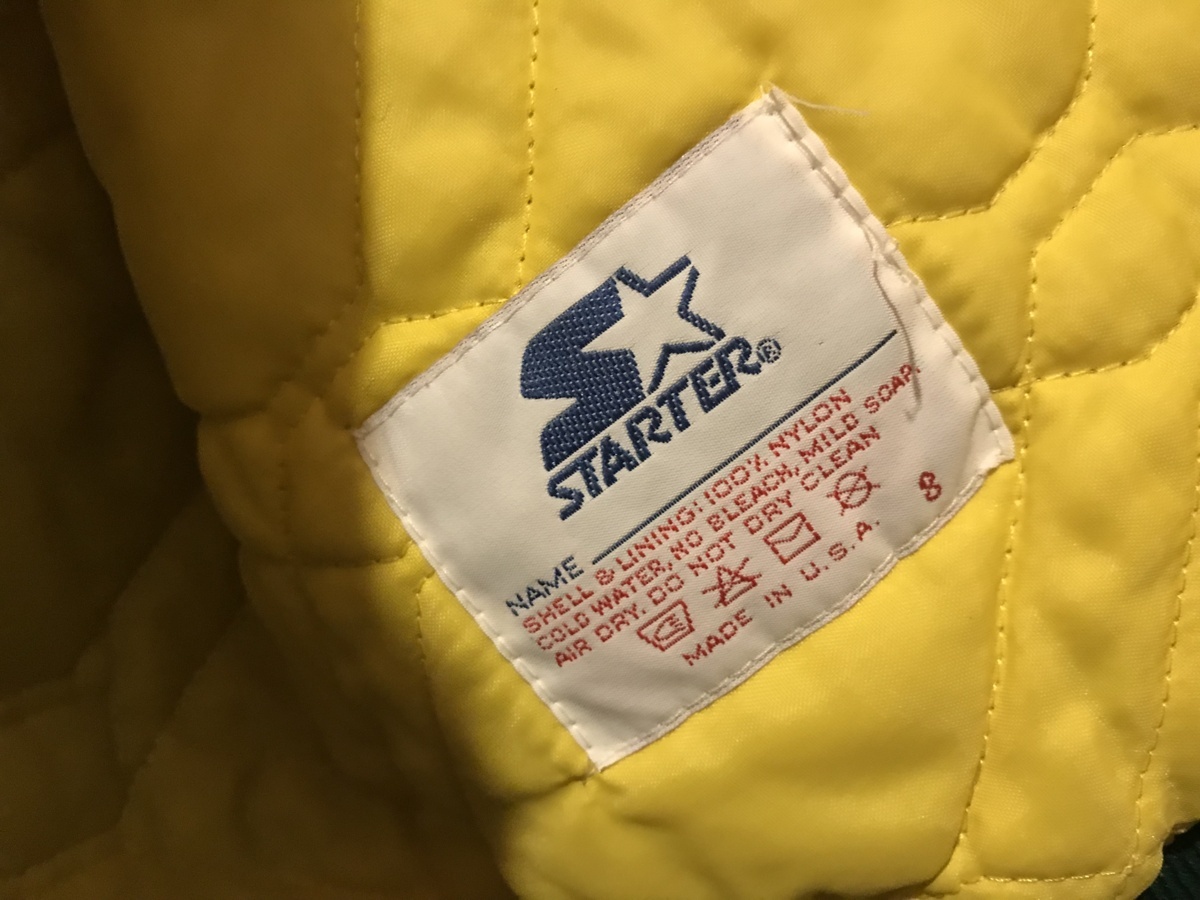 STARTER®
NAME
SHELL & LINING: 100% NYLON
COLD WATER, NO BLEACH, MILD SOAP.
AIR DRY. DO NOT DRY CLEAN
MADE IN U.S.A.
8